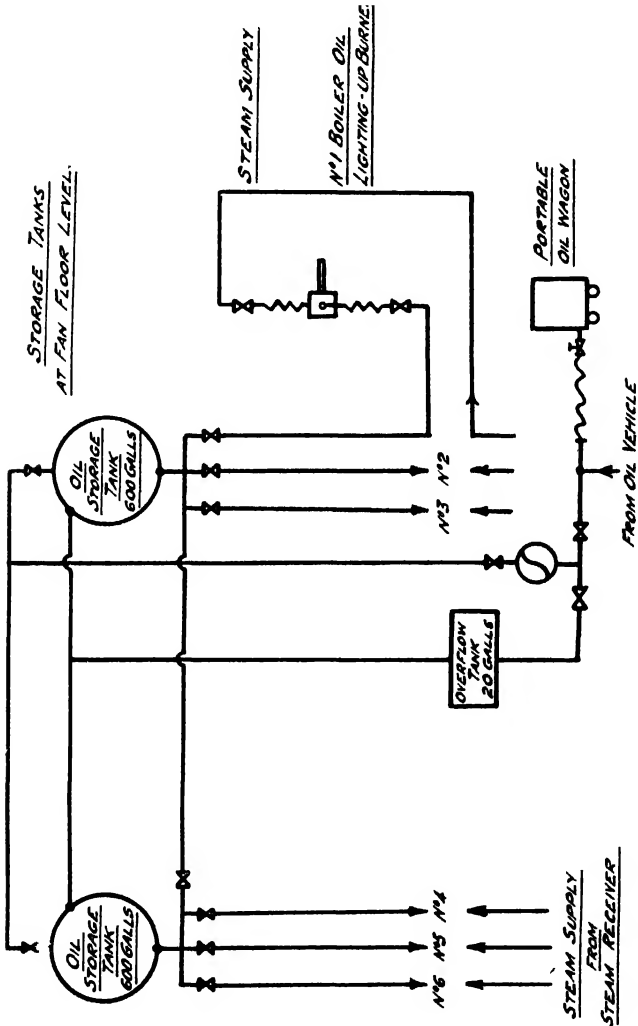 STORAGE TANKS
AT FAN FLOOR LEVEL.
STEAM SUPPLY
Nº1 BOILER OIL
LIGHTING-UP BURNE
OIL
STORAGE
TANK
600 GALLS
OIL
STORAGE
TANK
600 GALLS
OVERFLOW
TANK
20 GALLS
PORTABLE
OIL WAGON
FROM OIL VEHICLE
Nº2
Nº3
Nº4
Nº5
Nº6
STEAM SUPPLY
FROM
STEAM RECEIVER